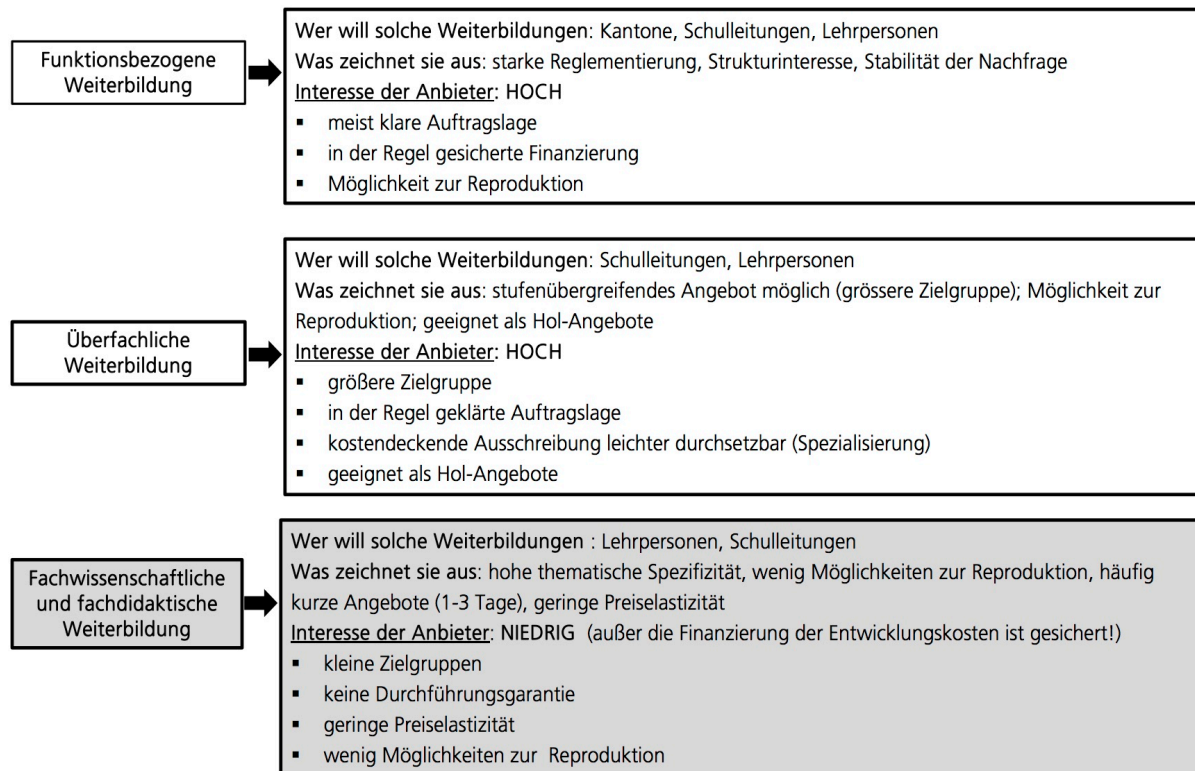 Funktionsbezogene
Weiterbildung
Wer will solche Weiterbildungen: Kantone, Schulleitungen, Lehrpersonen
Was zeichnet sie aus: starke Reglementierung, Strukturinteresse, Stabilität der Nachfrage
Interesse der Anbieter: HOCH
▪ meist klare Auftragslage
▪ in der Regel gesicherte Finanzierung
▪ Möglichkeit zur Reproduktion
Überfachliche
Weiterbildung
Wer will solche Weiterbildungen: Schulleitungen, Lehrpersonen
Was zeichnet sie aus: stufenübergreifendes Angebot möglich (grössere Zielgruppe); Möglichkeit zur
Reproduktion; geeignet als Hol-Angebote
Interesse der Anbieter: HOCH
▪ größere Zielgruppe
▪ in der Regel geklärte Auftragslage
▪ kostendeckende Ausschreibung leichter durchsetzbar (Spezialisierung)
▪ geeignet als Hol-Angebote
Fachwissenschaftliche
und fachdidaktische
Weiterbildung
Wer will solche Weiterbildungen : Lehrpersonen, Schulleitungen
Was zeichnet sie aus: hohe thematische Spezifizität, wenig Möglichkeiten zur Reproduktion, häufig
kurze Angebote (1-3 Tage), geringe Preiselastizität
Interesse der Anbieter: NIEDRIG (außer die Finanzierung der Entwicklungskosten ist gesichert!)
▪ kleine Zielgruppen
▪ keine Durchführungsgarantie
▪ geringe Preiselastizität
▪ wenig Möglichkeiten zur Reproduktion